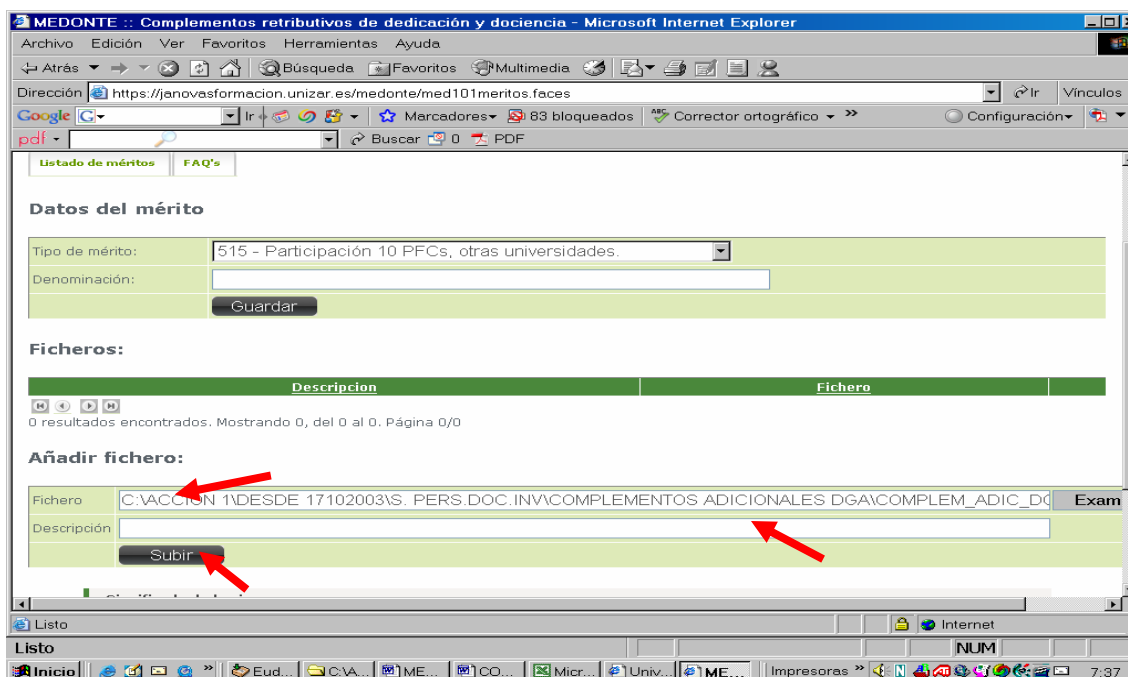 MEDONTE :: Complementos retributivos de dedicación y dociencia - Microsoft Internet Explorer
Archivo Edición Ver Favoritos Herramientas Ayuda
Atrás Búsqueda Favoritos Multimedia
Dirección https://janovasformacion.unizar.es/medonte/med101meritos.faces Ir Vínculos
Google G Ir Marcadores 83 bloqueados ABC Corrector ortográfico » Configuración
pdf Buscar 0 PDF
Listado de méritos FAQ's
Datos del mérito
Tipo de mérito: 515 - Participación 10 PFCs, otras universidades.
Denominación:
Guardar
Ficheros:
Descripcion Fichero
0 resultados encontrados. Mostrando 0, del 0 al 0. Página 0/0
Añadir fichero:
Fichero C:\ACCION 1\DESDE 17102003\S. PERS.DOC.INV\COMPLEMENTOS ADICIONALES DGA\COMPLEM_ADIC_DO Exam
Descripción
Subir
Listo Internet
Listo NUM
Inicio » Eud... C:\A... ME... CO... Micr... Univ... ME... Impresoras » 7:37